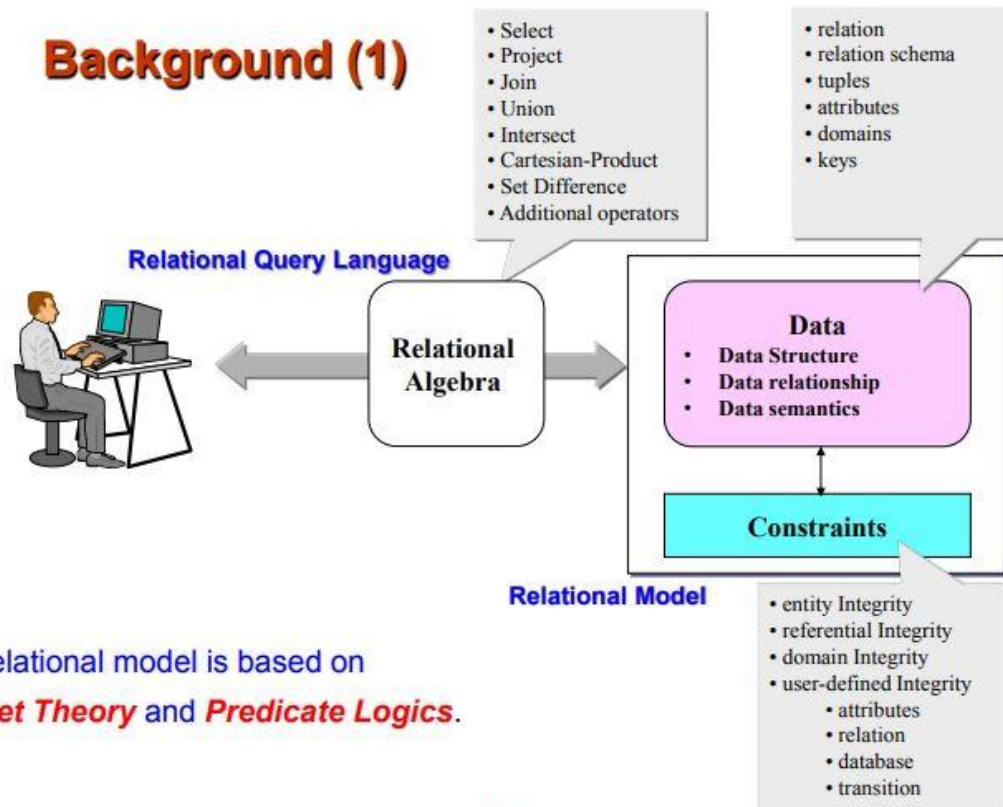 Background (1)
• Select
• Project
• Join
• Union
• Intersect
• Cartesian-Product
• Set Difference
• Additional operators
• relation
• relation schema
• tuples
• attributes
• domains
• keys
Relational Query Language
Relational
Algebra
Data
• Data Structure
• Data relationship
• Data semantics
Constraints
Relational Model
• entity Integrity
• referential Integrity
• domain Integrity
• user-defined Integrity
• attributes
• relation
• database
• transition
elational model is based on
et Theory and Predicate Logics.